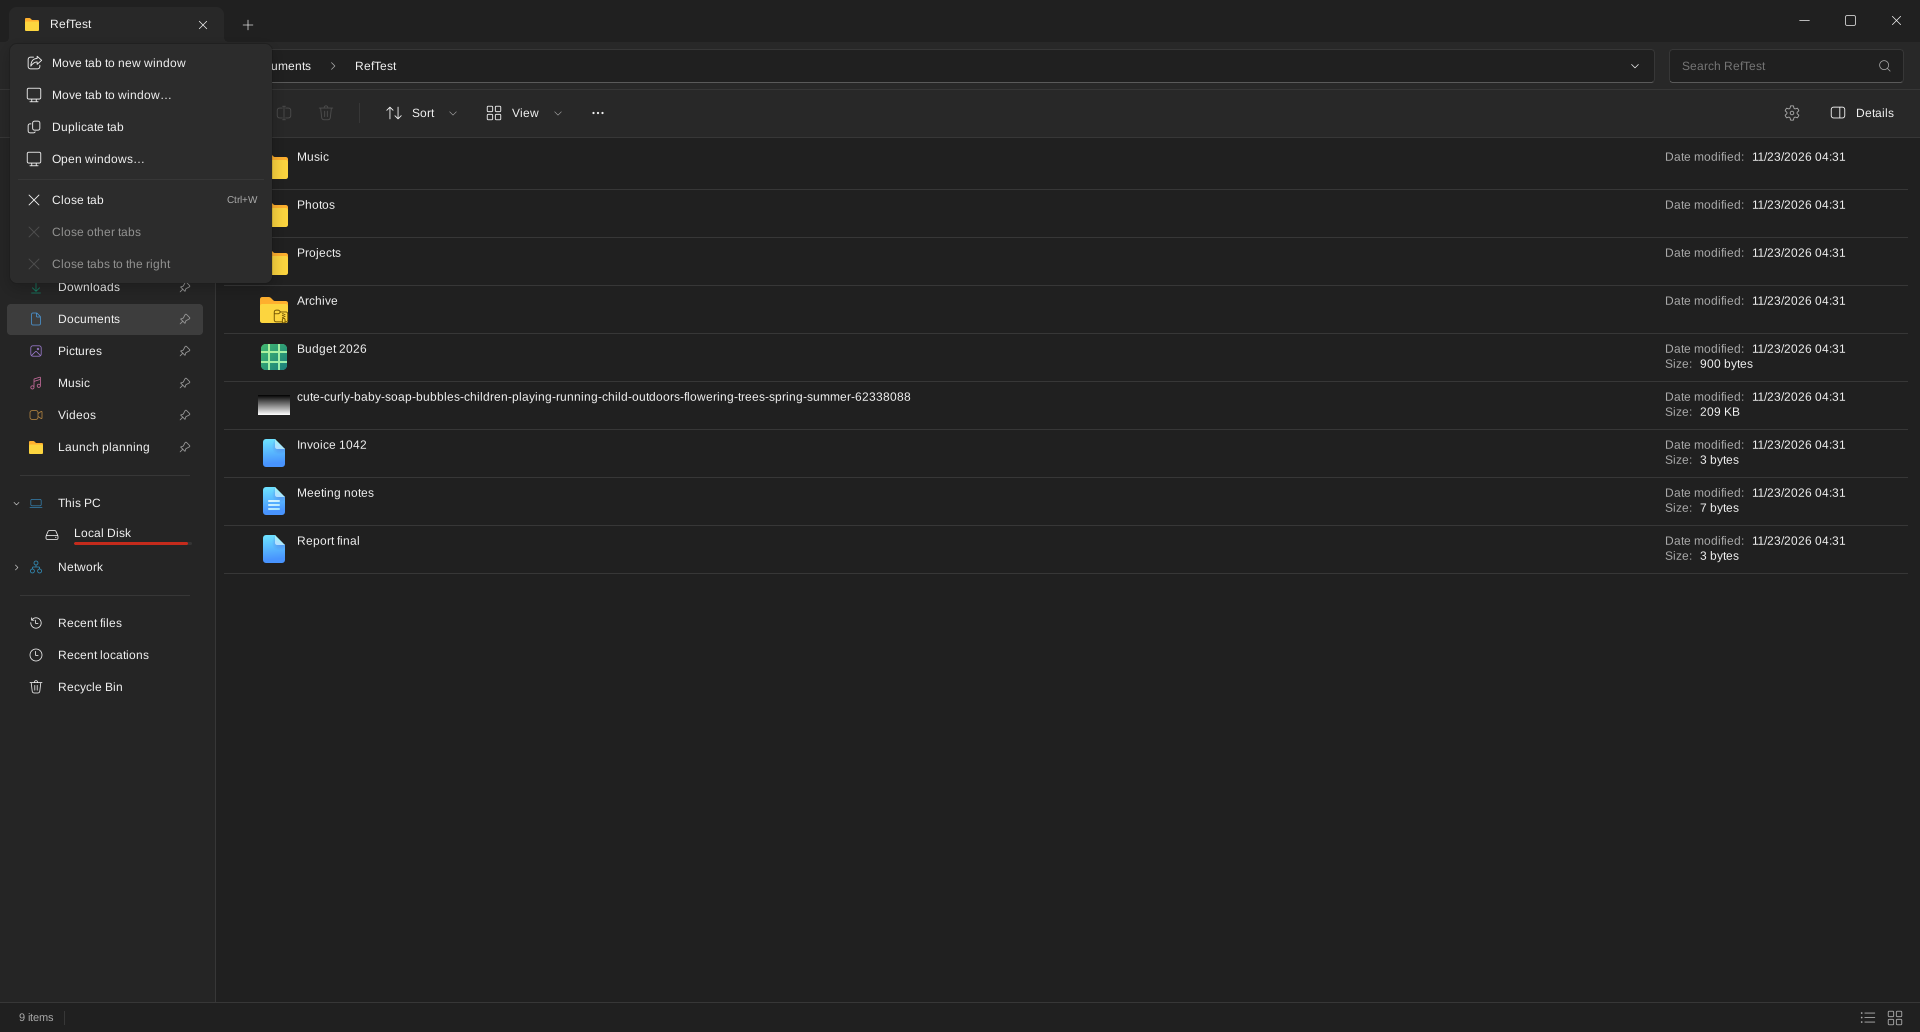 RefTest
Move tab to new window
Move tab to window…
Duplicate tab
Open windows…
Close tab Ctrl+W
Close other tabs
Close tabs to the right
uments
RefTest
Search RefTest
Sort
View
Details
Downloads
Documents
Pictures
Music
Videos
Launch planning
This PC
Local Disk
Network
Recent files
Recent locations
Recycle Bin
Music
Date modified: 11/23/2026 04:31
Photos
Date modified: 11/23/2026 04:31
Projects
Date modified: 11/23/2026 04:31
Archive
Date modified: 11/23/2026 04:31
Budget 2026
Date modified: 11/23/2026 04:31
Size: 900 bytes
cute-curly-baby-soap-bubbles-children-playing-running-child-outdoors-flowering-trees-spring-summer-62338088
Date modified: 11/23/2026 04:31
Size: 209 KB
Invoice 1042
Date modified: 11/23/2026 04:31
Size: 3 bytes
Meeting notes
Date modified: 11/23/2026 04:31
Size: 7 bytes
Report final
Date modified: 11/23/2026 04:31
Size: 3 bytes
9 items